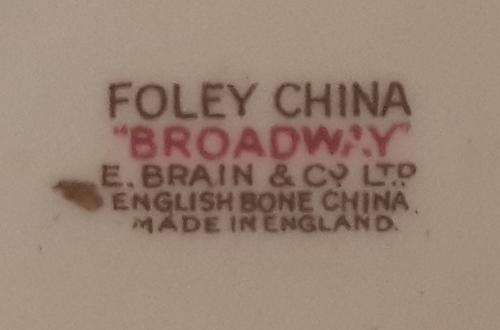 FOLEY CHINA
"BROADWAY"
E. BRAIN & CO LTD
ENGLISH BONE CHINA
MADE IN ENGLAND.